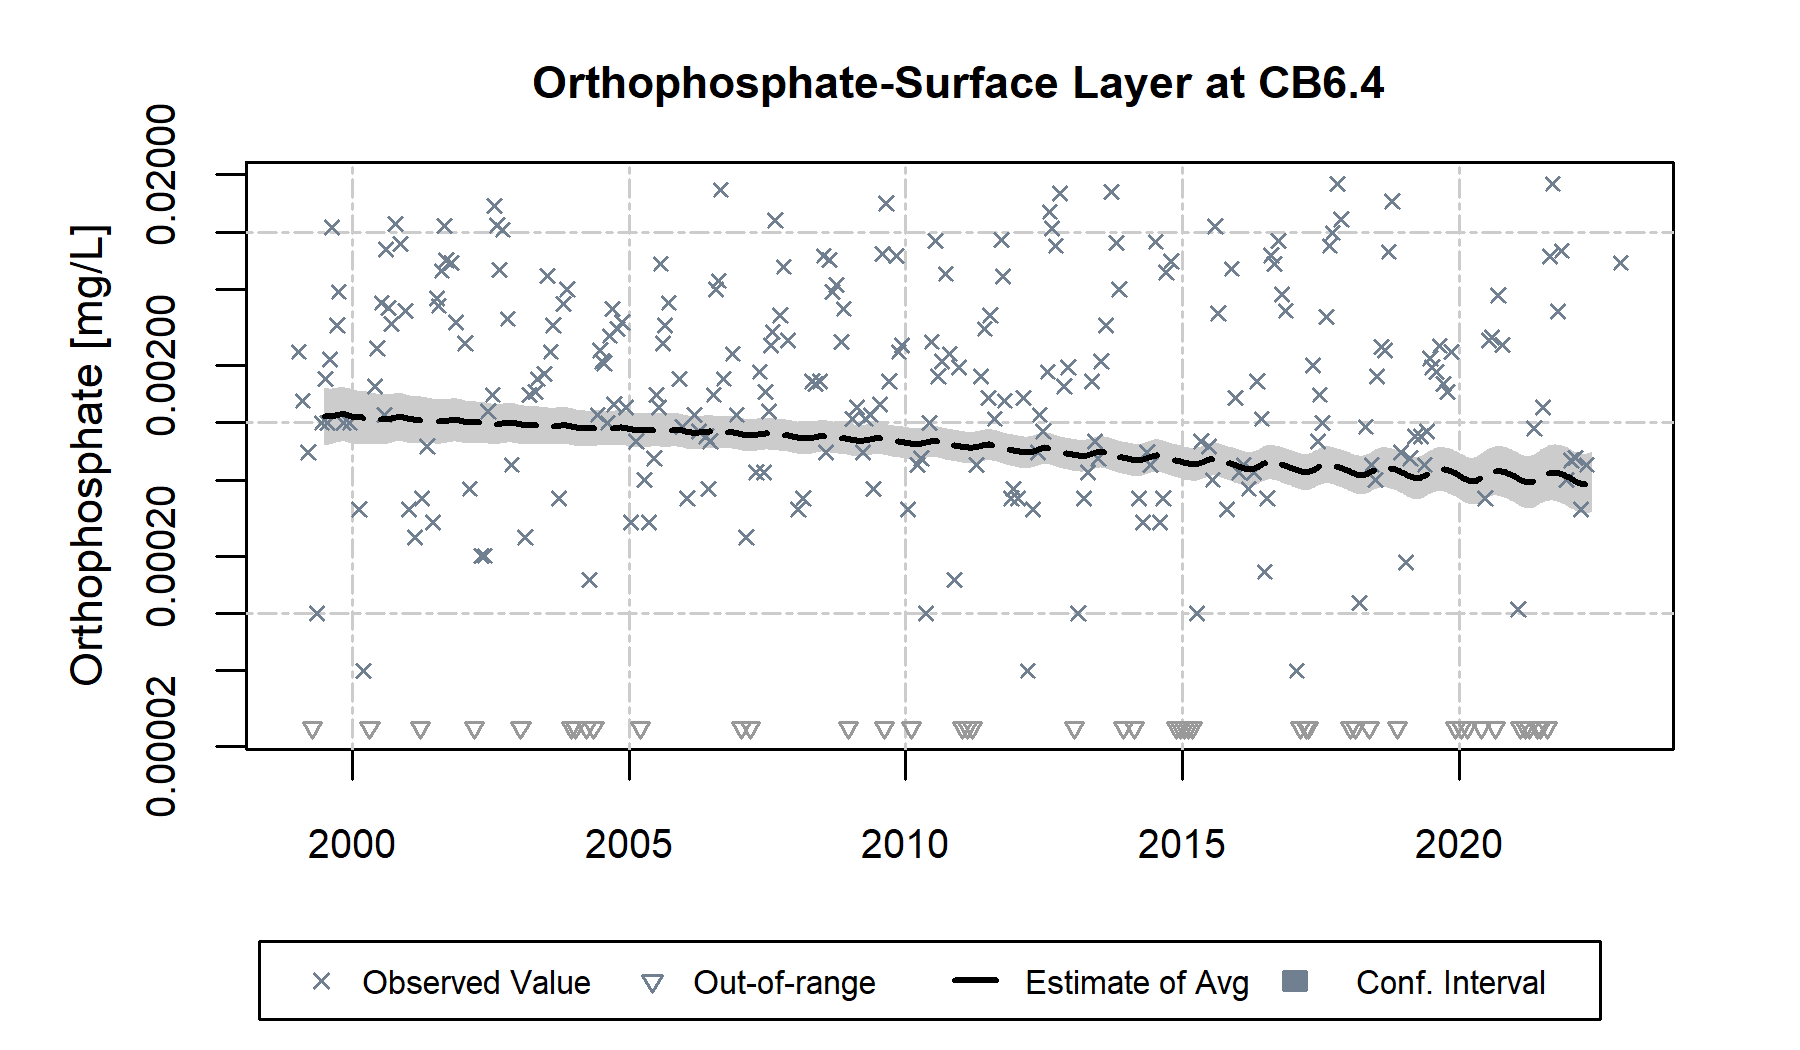 Orthophosphate-Surface Layer at CB6.4
Orthophosphate [mg/L]
0.02000
0.00200
0.00020
0.00002
2000 2005 2010 2015 2020
Observed Value Out-of-range Estimate of Avg Conf. Interval